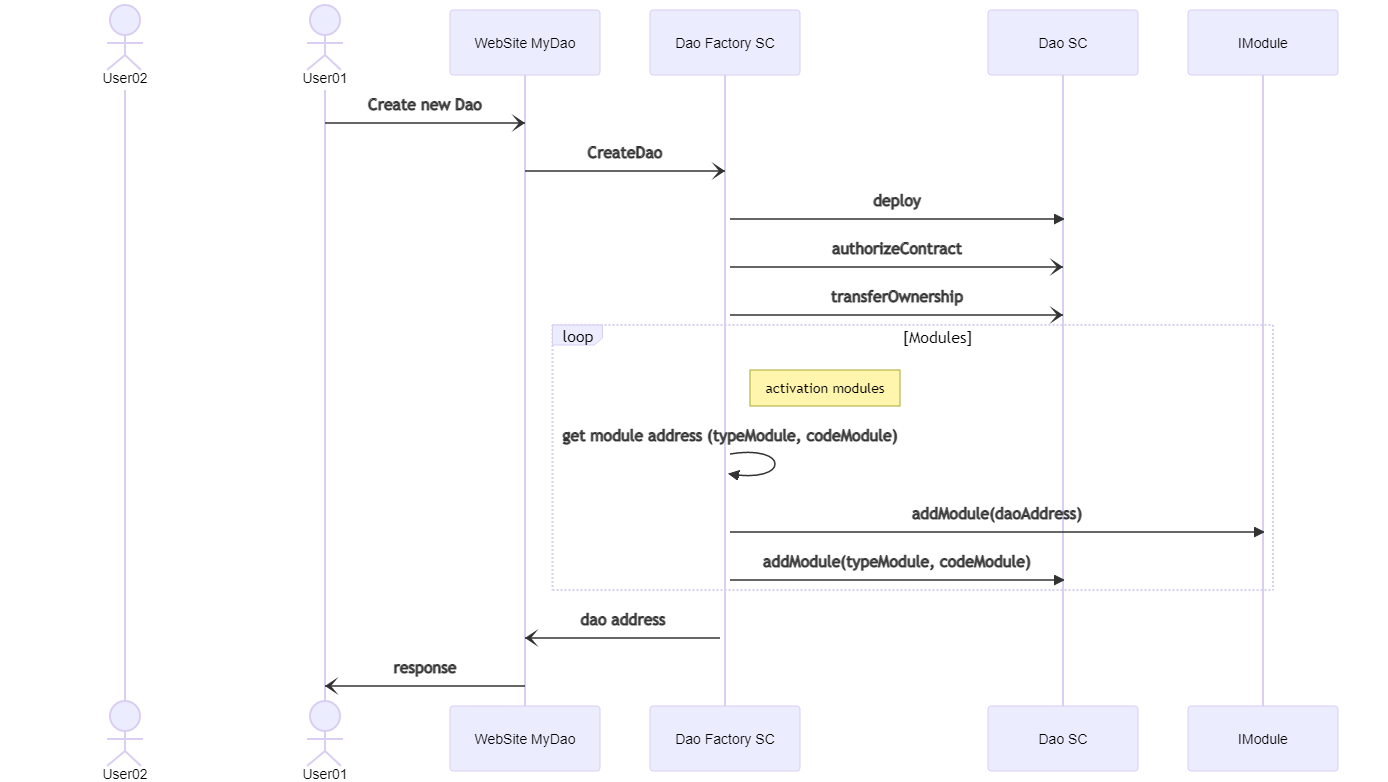 User02
User01
WebSite MyDao
Dao Factory SC
Dao SC
IModule
Create new Dao
CreateDao
deploy
authorizeContract
transferOwnership
loop
[Modules]
activation modules
get module address (typeModule, codeModule)
addModule(daoAddress)
addModule(typeModule, codeModule)
dao address
response
User02
User01
WebSite MyDao
Dao Factory SC
Dao SC
IModule